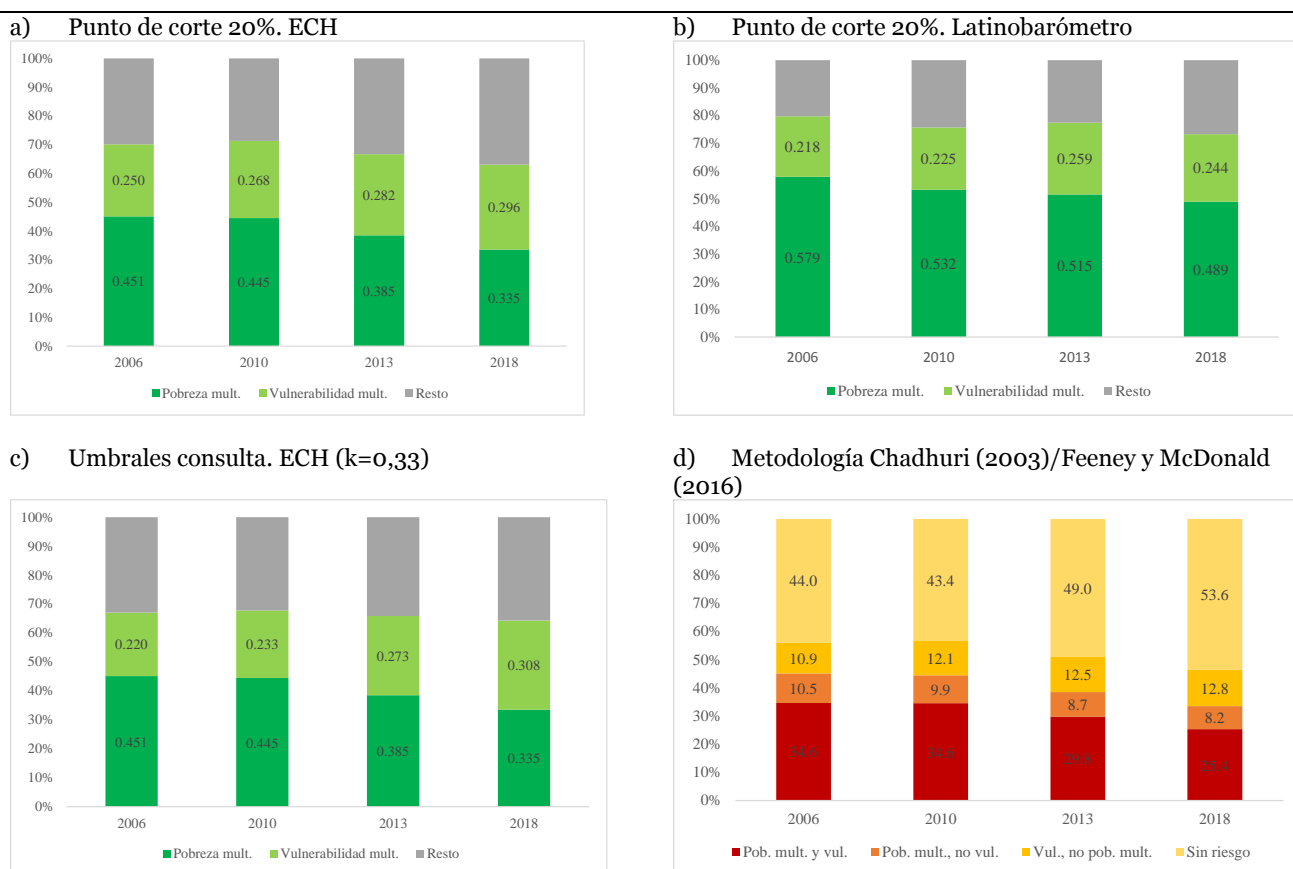 a) Punto de corte 20%. ECH
100%
90%
80%
70%
60%
50%
40%
30%
20%
10%
0%
0.250 0.268 0.282 0.296
0.451 0.445 0.385 0.335
2006 2010 2013 2018
Pobreza mult. Vulnerabilidad mult. Resto
b) Punto de corte 20%. Latinobarómetro
100%
90%
80%
70%
60%
50%
40%
30%
20%
10%
0%
0.218 0.225 0.259 0.244
0.579 0.532 0.515 0.489
2006 2010 2013 2018
Pobreza mult. Vulnerabilidad mult. Resto
c) Umbrales consulta. ECH (k=0,33)
100%
90%
80%
70%
60%
50%
40%
30%
20%
10%
0%
0.220 0.233 0.273 0.308
0.451 0.445 0.385 0.335
2006 2010 2013 2018
Pobreza mult. Vulnerabilidad mult. Resto
d) Metodología Chadhuri (2003)/Feeney y McDonald
(2016)
100%
90%
80%
70%
60%
50%
40%
30%
20%
10%
0%
44.0 43.4 49.0 53.6
10.9 12.1 12.5 12.8
10.5 9.9 8.7 8.2
34.6 34.6 29.8 25.4
2006 2010 2013 2018
Pob. mult. y vul. Pob. mult., no vul. Vul., no pob. mult. Sin riesgo